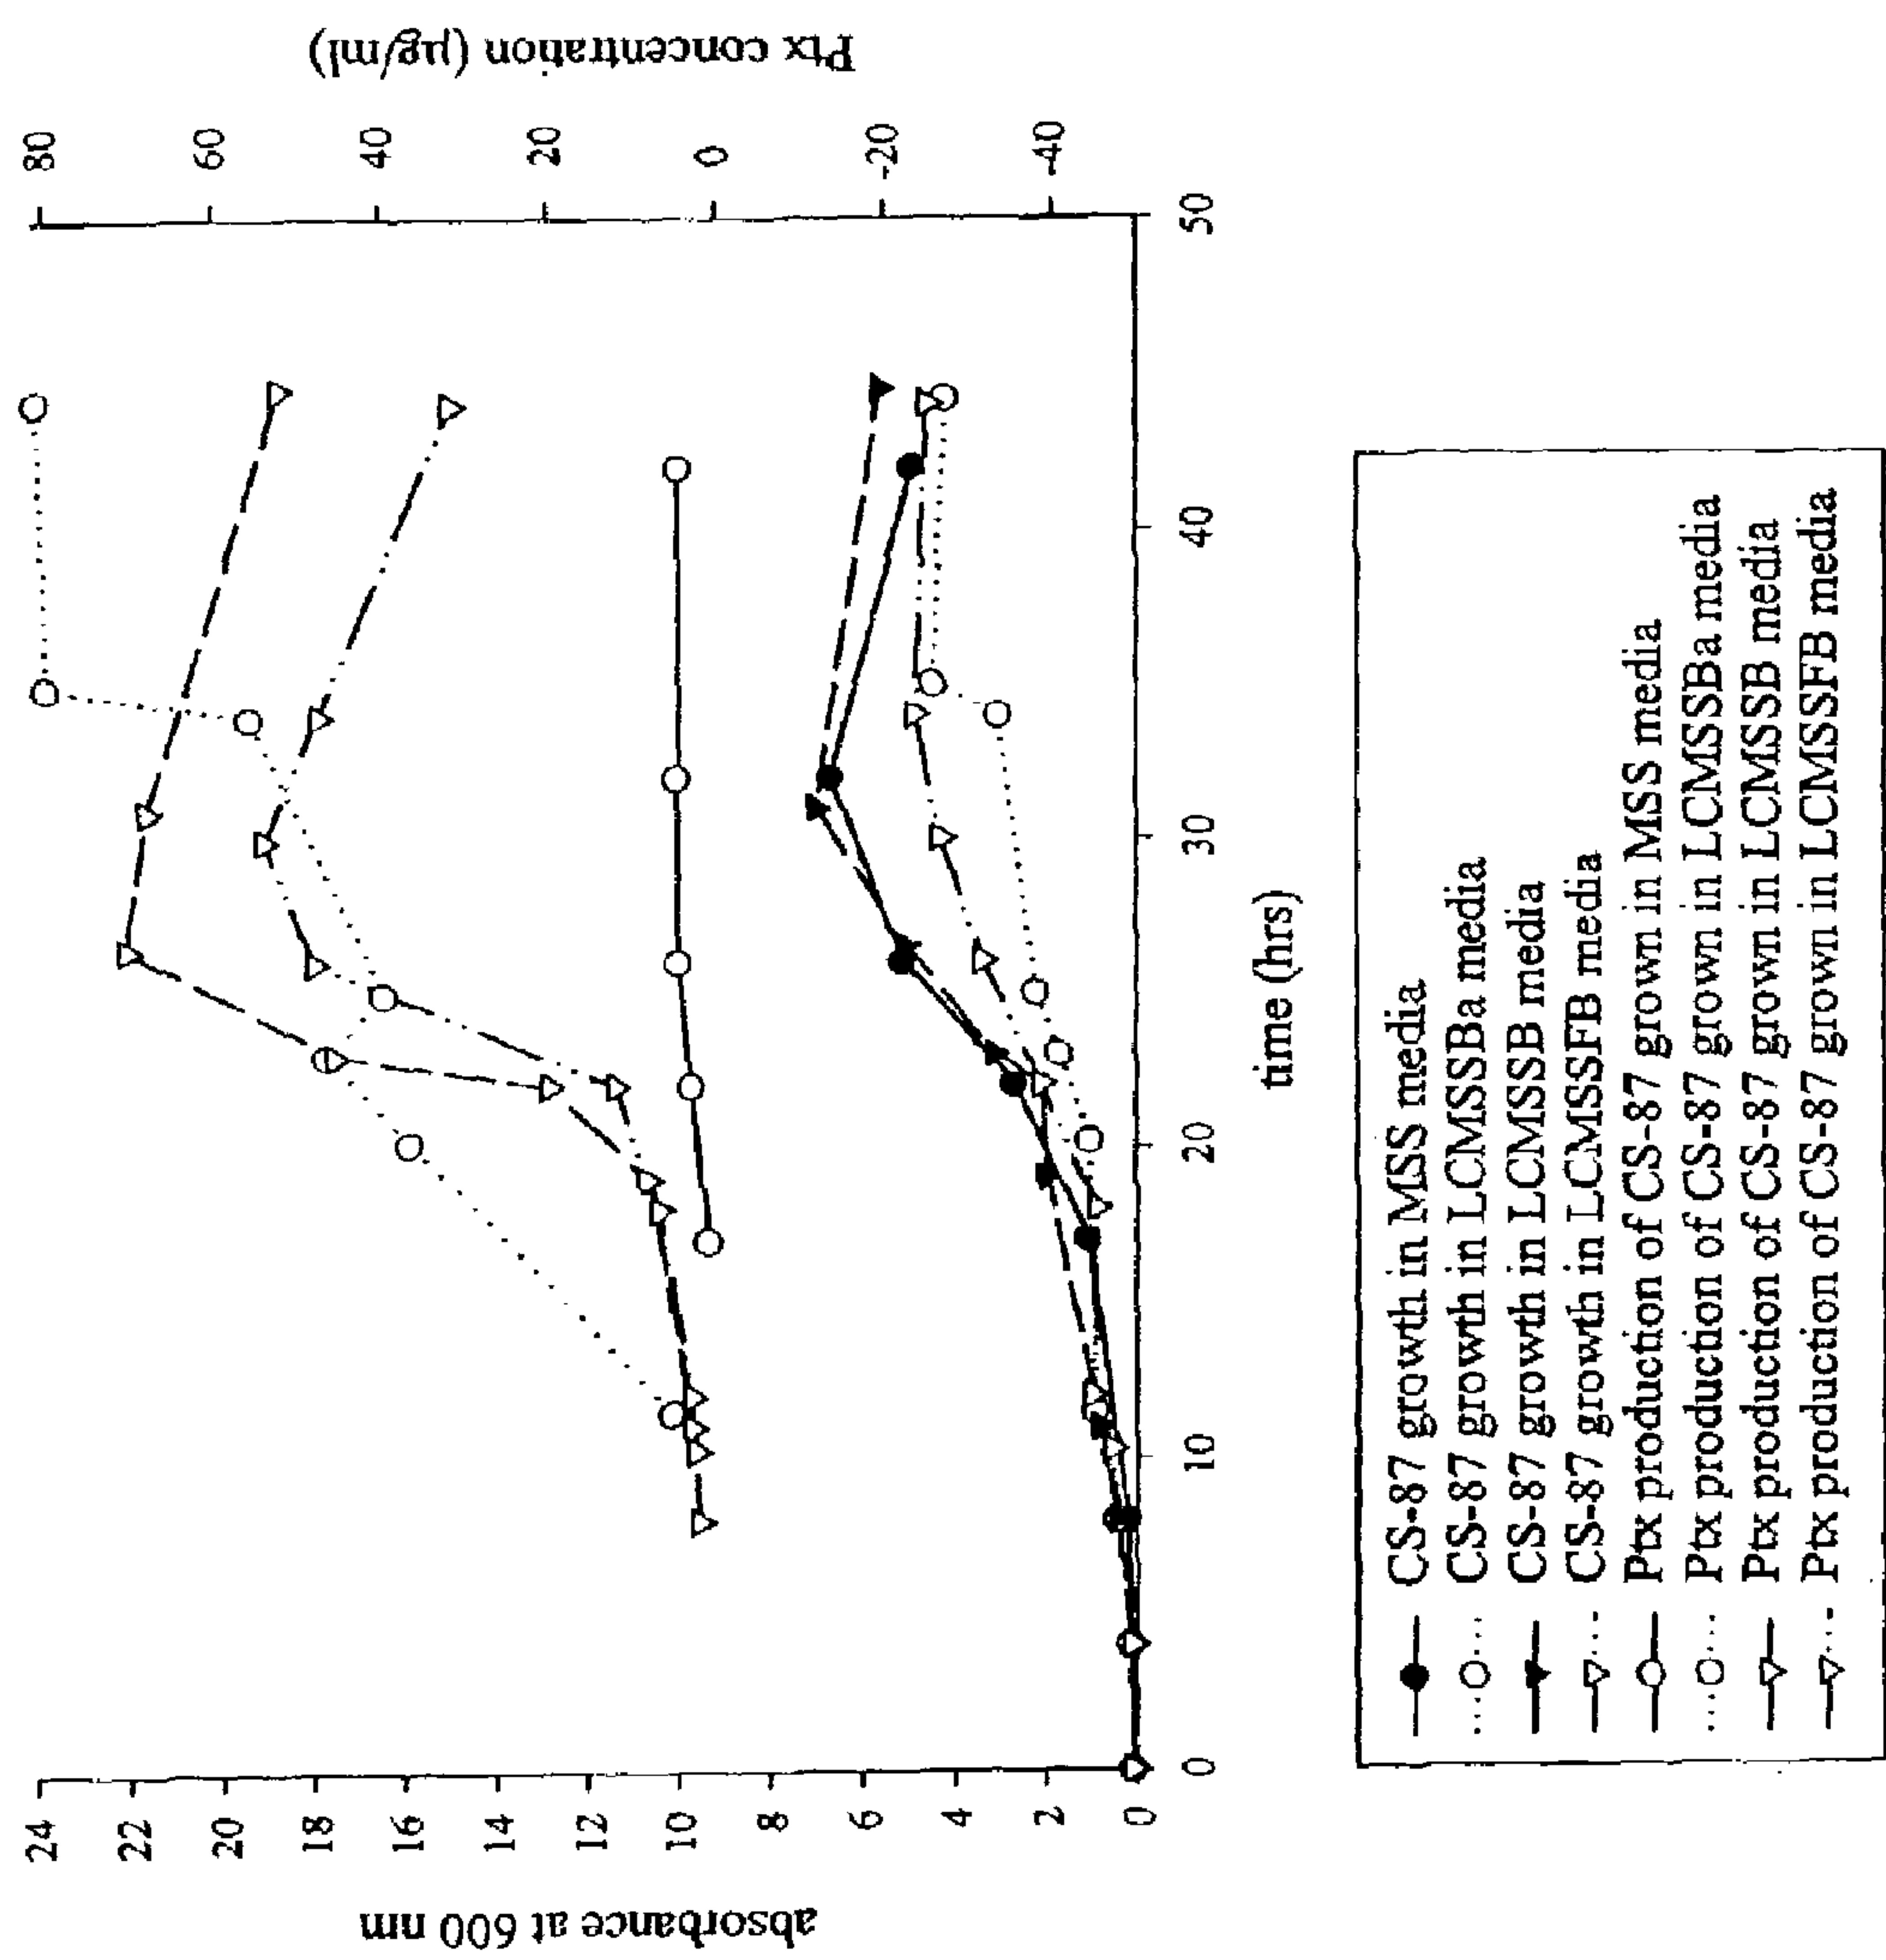 absorbance at 600 nm
24
22
20
18
16
14
12
10
8
6
4
2
0
Ptx concentration (µg/ml)
80
60
40
20
0
-20
-40
0
10
20
30
40
50
time (hrs)
CS-87 growth in MSS media
CS-87 growth in LCMSSBa media
CS-87 growth in LCMSSB media
CS-87 growth in LCMSSFB media
Ptx production of CS-87 grown in MSS media
Ptx production of CS-87 grown in LCMSSBa media
Ptx production of CS-87 grown in LCMSSB media
Ptx production of CS-87 grown in LCMSSFB media